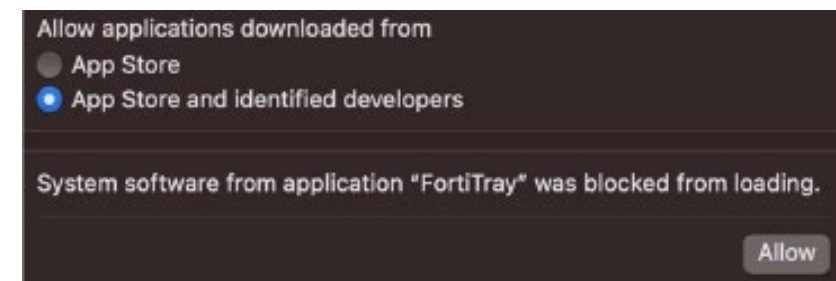 Allow applications downloaded from
App Store
App Store and identified developers
System software from application “FortiTray” was blocked from loading.
Allow